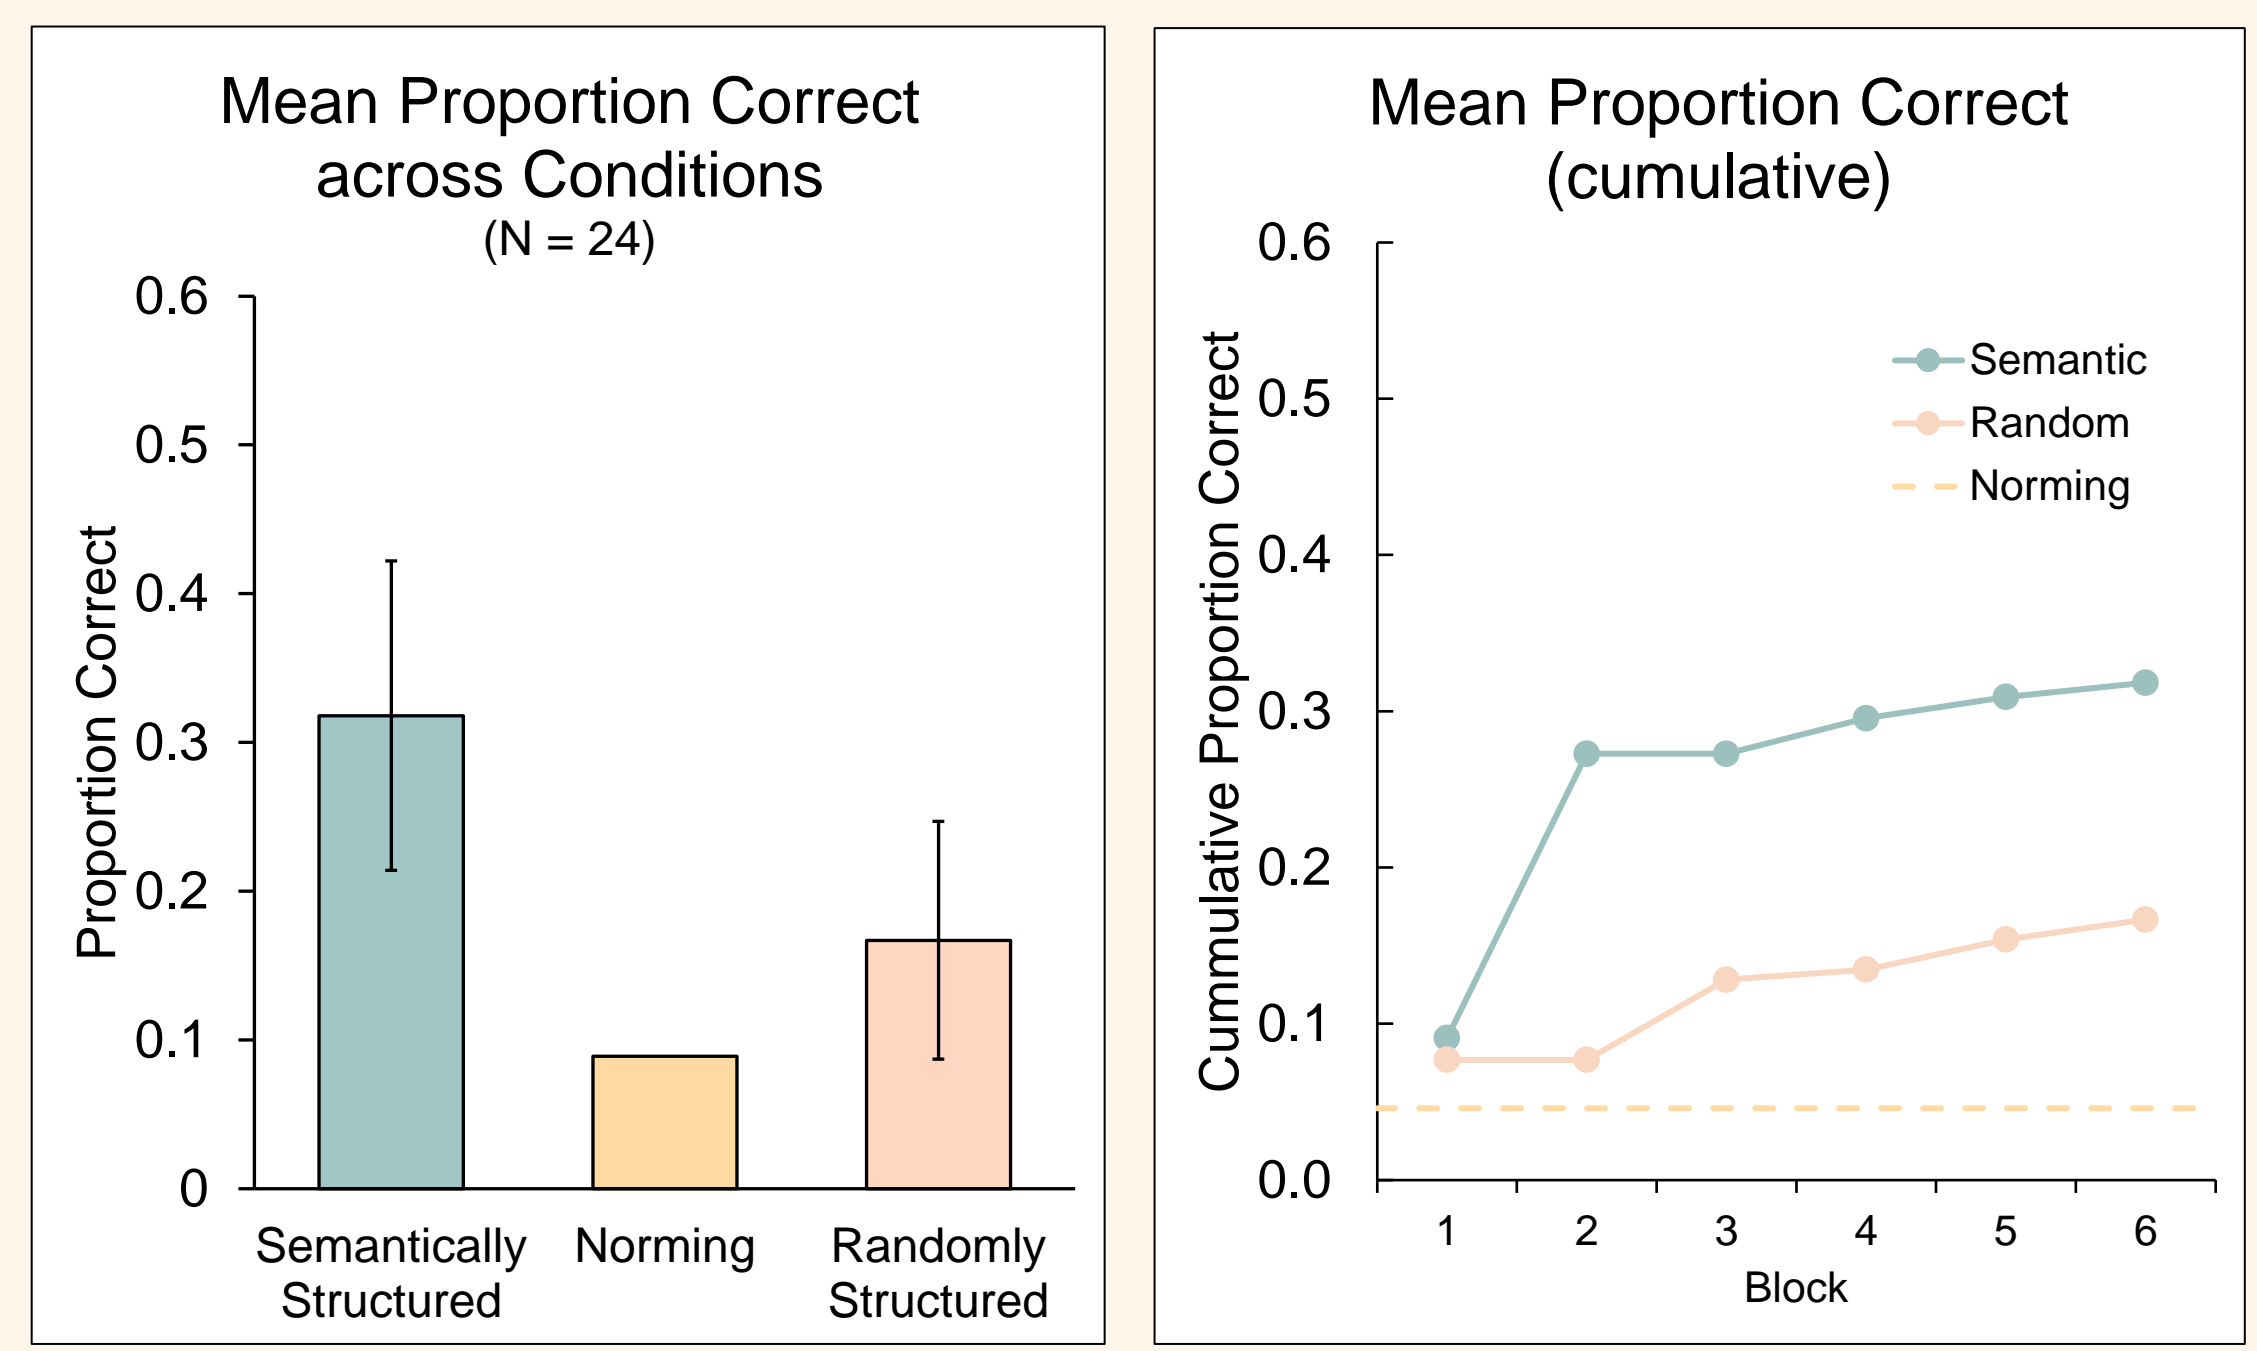 Mean Proportion Correct
across Conditions
(N = 24)
0.6
0.5
0.4
0.3
0.2
0.1
0
Proportion Correct
Semantically
Structured
Norming
Randomly
Structured
Mean Proportion Correct
(cumulative)
0.6
0.5
0.4
0.3
0.2
0.1
0.0
Cummulative Proportion Correct
Semantic
Random
Norming
1 2 3 4 5 6
Block